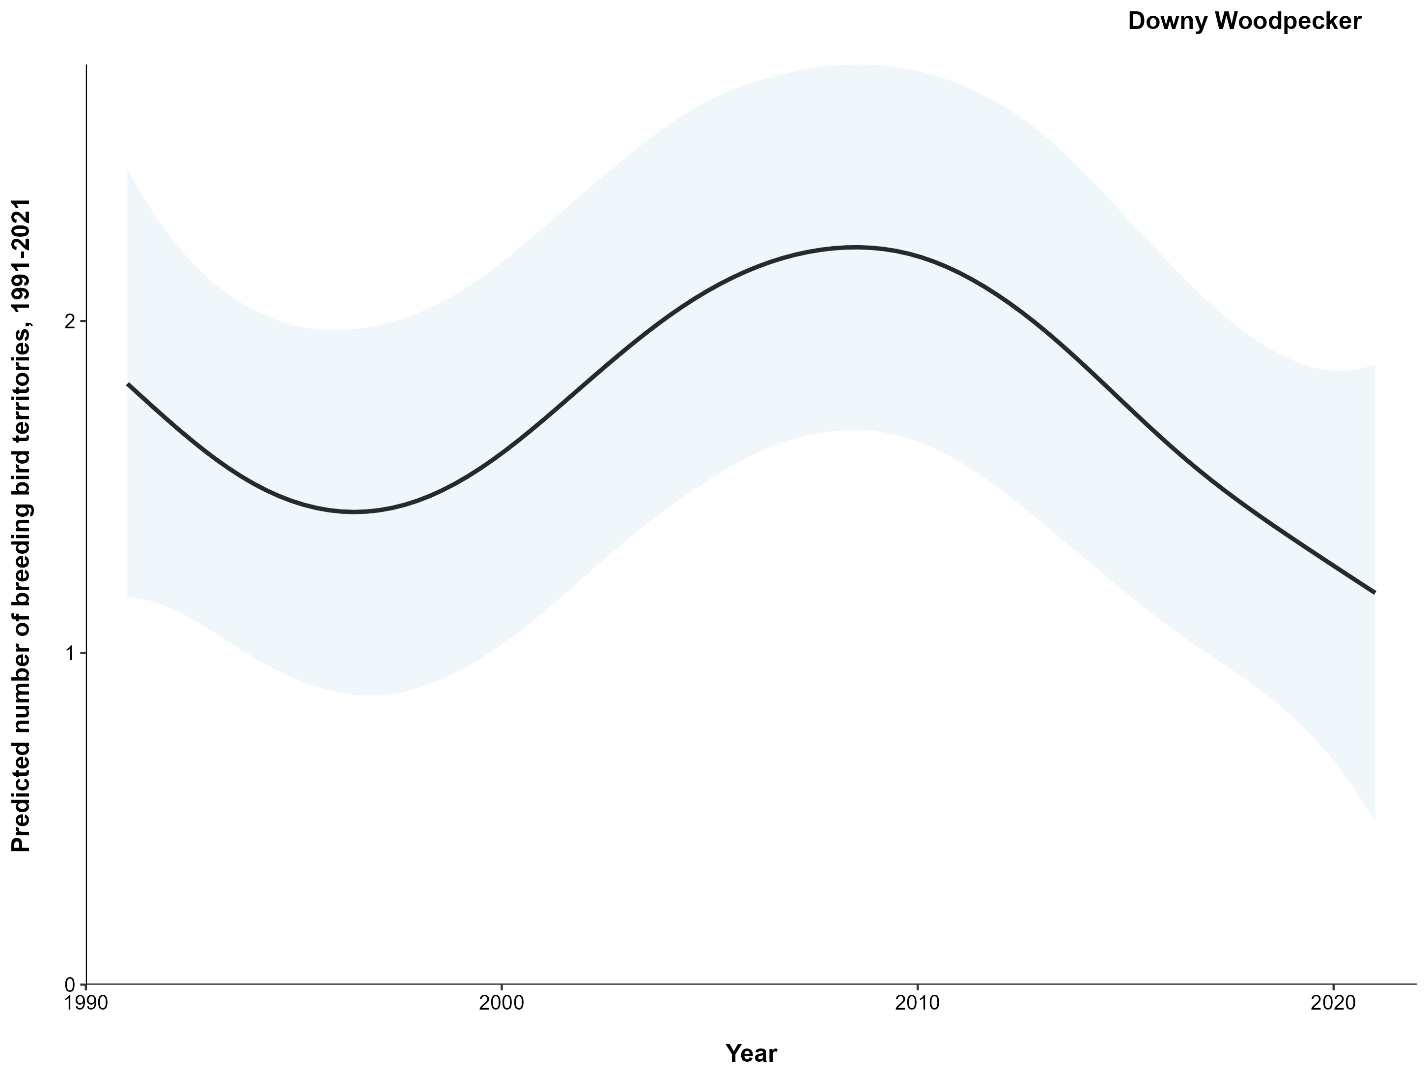 Downy Woodpecker
Predicted number of breeding bird territories, 1991-2021
2
1
0
1990
2000
2010
2020
Year